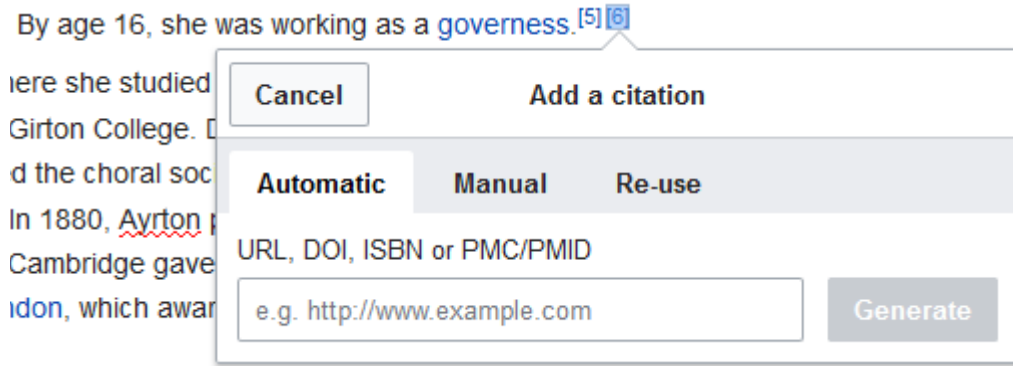 By age 16, she was working as a governess.[5][6]
here she studied
Girton College.
ed the choral soc
In 1880, Ayrton
Cambridge gave
ndon, which awar
Cancel
Add a citation
Automatic
Manual
Re-use
URL, DOI, ISBN or PMC/PMID
e.g. http://www.example.com
Generate